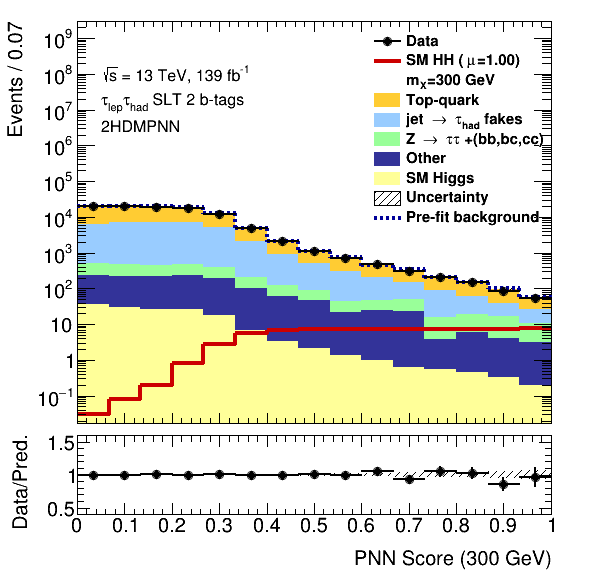 Events / 0.07
10⁹
10⁸
10⁷
10⁶
10⁵
10⁴
10³
10²
10
1
10⁻¹
√s = 13 TeV, 139 fb⁻¹
τlepτhad SLT 2 b-tags
2HDMPNN
Data
SM HH ( μ=1.00)
mX=300 GeV
Top-quark
jet → τhad fakes
Z → ττ +(bb,bc,cc)
Other
SM Higgs
Uncertainty
Pre-fit background
Data/Pred.
1.5
1
0.5
0 0.1 0.2 0.3 0.4 0.5 0.6 0.7 0.8 0.9 1
PNN Score (300 GeV)